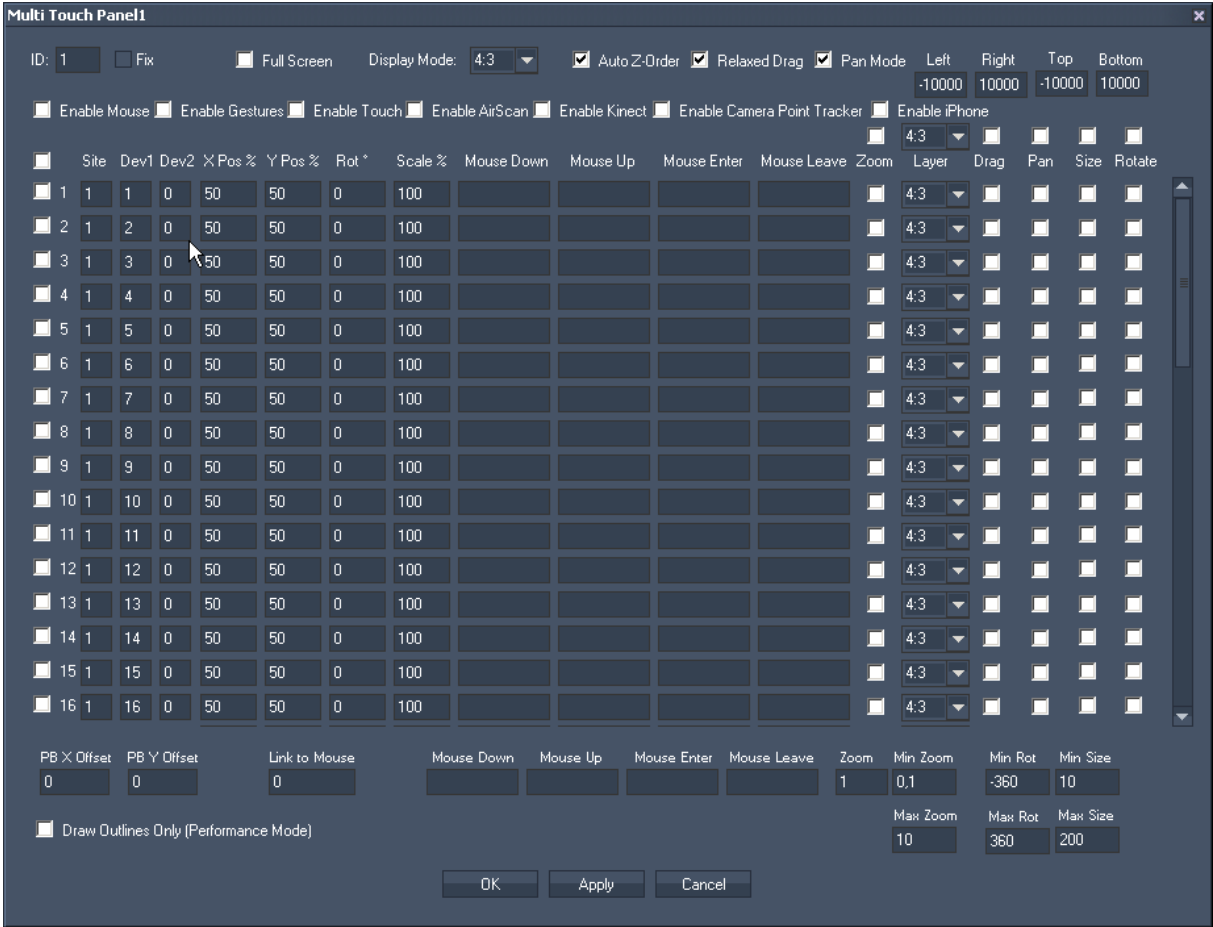 Multi Touch Panel1
ID: 1 Fix Full Screen Display Mode: 4:3 Auto Z-Order Relaxed Drag Pan Mode Left Right Top Bottom
-10000 10000 -10000 10000
Enable Mouse Enable Gestures Enable Touch Enable AirScan Enable Kinect Enable Camera Point Tracker Enable iPhone
4:3
Site Dev1 Dev2 X Pos % Y Pos % Rot ° Scale % Mouse Down Mouse Up Mouse Enter Mouse Leave Zoom Layer Drag Pan Size Rotate
1 1 1 0 50 50 0 100 4:3
2 1 2 0 50 50 0 100 4:3
3 1 3 0 50 50 0 100 4:3
4 1 4 0 50 50 0 100 4:3
5 1 5 0 50 50 0 100 4:3
6 1 6 0 50 50 0 100 4:3
7 1 7 0 50 50 0 100 4:3
8 1 8 0 50 50 0 100 4:3
9 1 9 0 50 50 0 100 4:3
10 1 10 0 50 50 0 100 4:3
11 1 11 0 50 50 0 100 4:3
12 1 12 0 50 50 0 100 4:3
13 1 13 0 50 50 0 100 4:3
14 1 14 0 50 50 0 100 4:3
15 1 15 0 50 50 0 100 4:3
16 1 16 0 50 50 0 100 4:3
PB X Offset PB Y Offset Link to Mouse Mouse Down Mouse Up Mouse Enter Mouse Leave Zoom Min Zoom Min Rot Min Size
0 0 0 1 0,1 -360 10
Max Zoom Max Rot Max Size
Draw Outlines Only (Performance Mode) 10 360 200
OK Apply Cancel